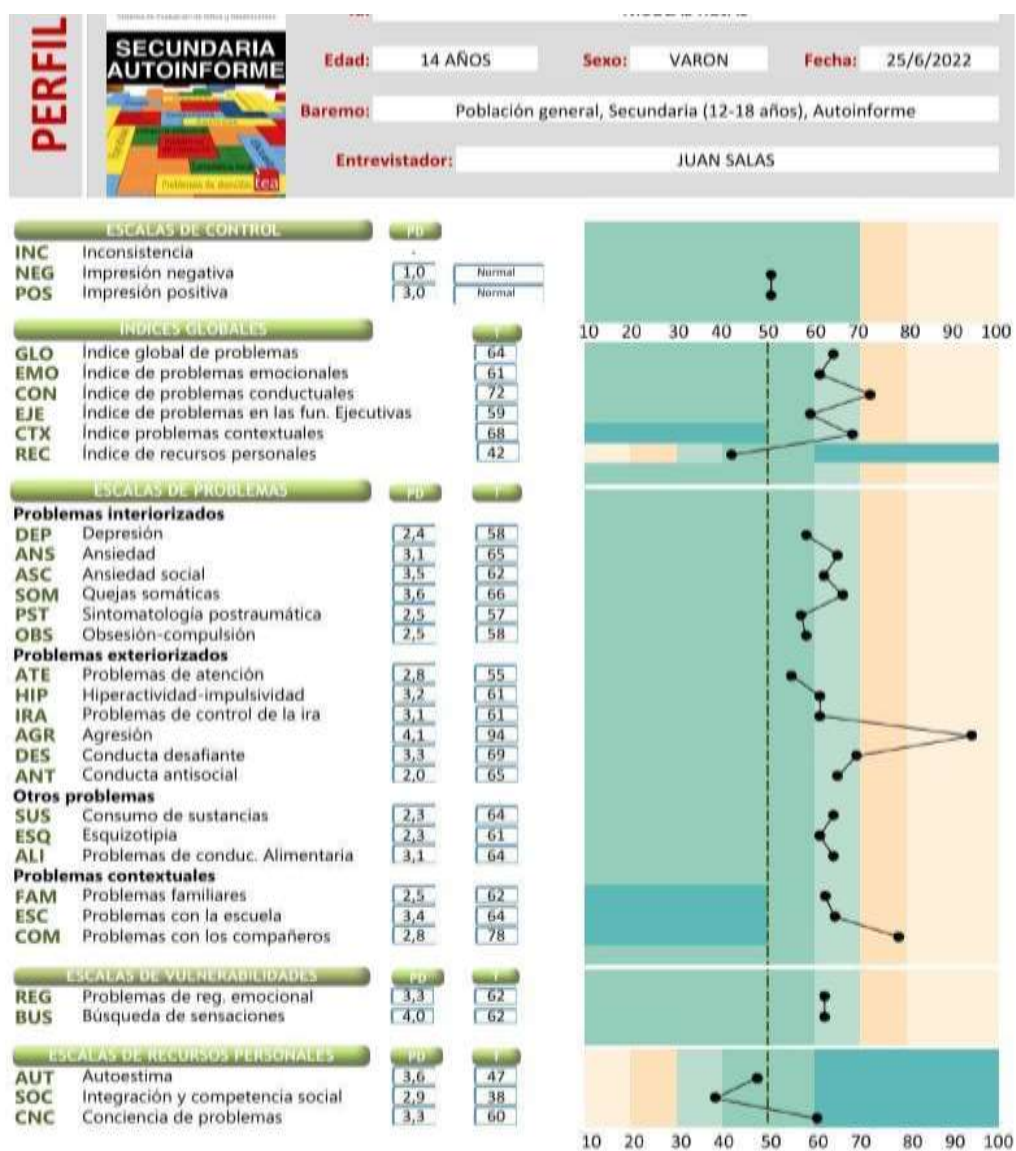 PERFIL
SECUNDARIA
AUTOINFORME
Edad: 14 AÑOS Sexo: VARON Fecha: 25/6/2022
Baremo: Población general, Secundaria (12-18 años), Autoinforme
Entrevistador: JUAN SALAS
Problemas de atención
tea
ESCALAS DE CONTROL PD
INC Inconsistencia -
NEG Impresión negativa 1,0 Normal
POS Impresión positiva 3,0 Normal
ÍNDICES GLOBALES T
10 20 30 40 50 60 70 80 90 100
GLO Índice global de problemas 64
EMO Índice de problemas emocionales 61
CON Índice de problemas conductuales 72
EJE Índice de problemas en las fun. Ejecutivas 59
CTX Índice problemas contextuales 68
REC Índice de recursos personales 42
ESCALAS DE PROBLEMAS PD T
Problemas interiorizados
DEP Depresión 2,4 58
ANS Ansiedad 3,1 65
ASC Ansiedad social 3,5 62
SOM Quejas somáticas 3,6 66
PST Sintomatología postraumática 2,5 57
OBS Obsesión-compulsión 2,5 58
Problemas exteriorizados
ATE Problemas de atención 2,8 55
HIP Hiperactividad-impulsividad 3,2 61
IRA Problemas de control de la ira 3,1 61
AGR Agresión 4,1 94
DES Conducta desafiante 3,3 69
ANT Conducta antisocial 2,0 65
Otros problemas
SUS Consumo de sustancias 2,3 64
ESQ Esquizotipia 2,3 61
ALI Problemas de conduc. Alimentaria 3,1 64
Problemas contextuales
FAM Problemas familiares 2,5 62
ESC Problemas con la escuela 3,4 64
COM Problemas con los compañeros 2,8 78
ESCALAS DE VULNERABILIDADES PD T
REG Problemas de reg. emocional 3,3 62
BUS Búsqueda de sensaciones 4,0 62
ESCALAS DE RECURSOS PERSONALES PD T
AUT Autoestima 3,6 47
SOC Integración y competencia social 2,9 38
CNC Conciencia de problemas 3,3 60
10 20 30 40 50 60 70 80 90 100